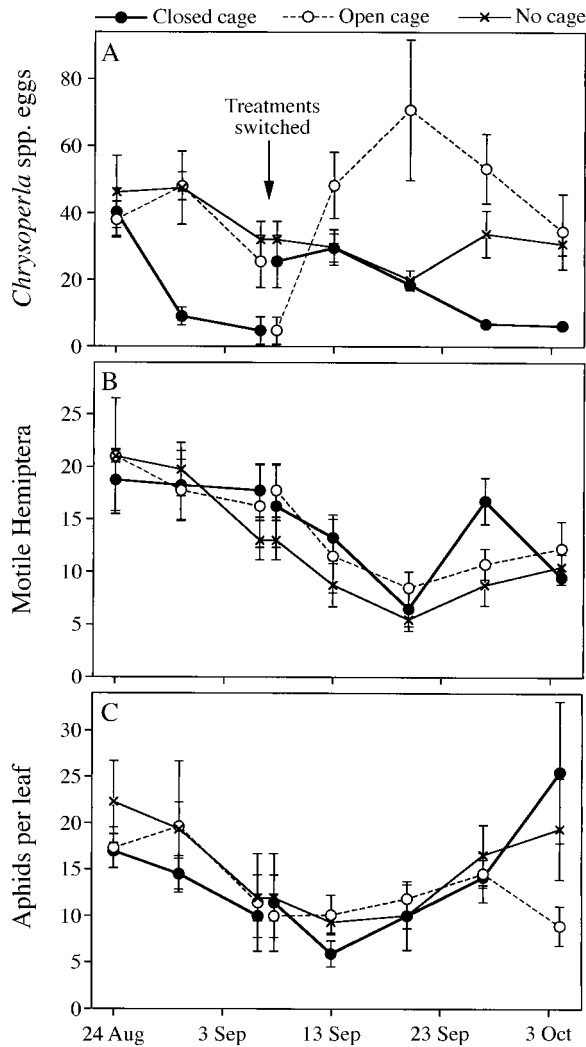 Closed cage Open cage No cage
A
Treatments
switched
Chrysoperla spp. eggs
80
60
40
20
0
B
Motile Hemiptera
25
20
15
10
5
0
C
Aphids per leaf
30
25
20
15
10
5
0
24 Aug 3 Sep 13 Sep 23 Sep 3 Oct